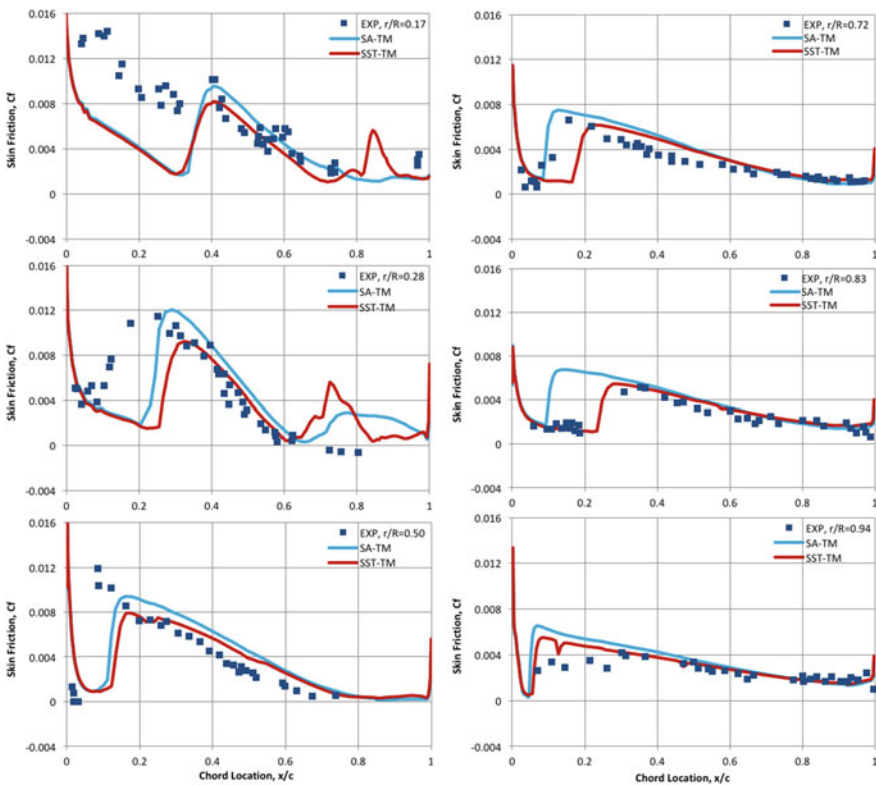 0.016
0.012
0.008
0.004
0
-0.004
Skin Friction, Cf
EXP, r/R=0.17
SA-TM
SST-TM
0 0.2 0.4 0.6 0.8 1
0.016
0.012
0.008
0.004
0
-0.004
Skin Friction, Cf
EXP, r/R=0.72
SA-TM
SST-TM
0 0.2 0.4 0.6 0.8 1
0.016
0.012
0.008
0.004
0
-0.004
Skin Friction, Cf
EXP, r/R=0.28
SA-TM
SST-TM
0 0.2 0.4 0.6 0.8 1
0.016
0.012
0.008
0.004
0
-0.004
Skin Friction, Cf
EXP, r/R=0.83
SA-TM
SST-TM
0 0.2 0.4 0.6 0.8 1
0.016
0.012
0.008
0.004
0
-0.004
Skin Friction, Cf
EXP, r/R=0.50
SA-TM
SST-TM
0 0.2 0.4 0.6 0.8 1
Chord Location, x/c
0.016
0.012
0.008
0.004
0
-0.004
Skin Friction, Cf
EXP, r/R=0.94
SA-TM
SST-TM
0 0.2 0.4 0.6 0.8 1
Chord Location, x/c